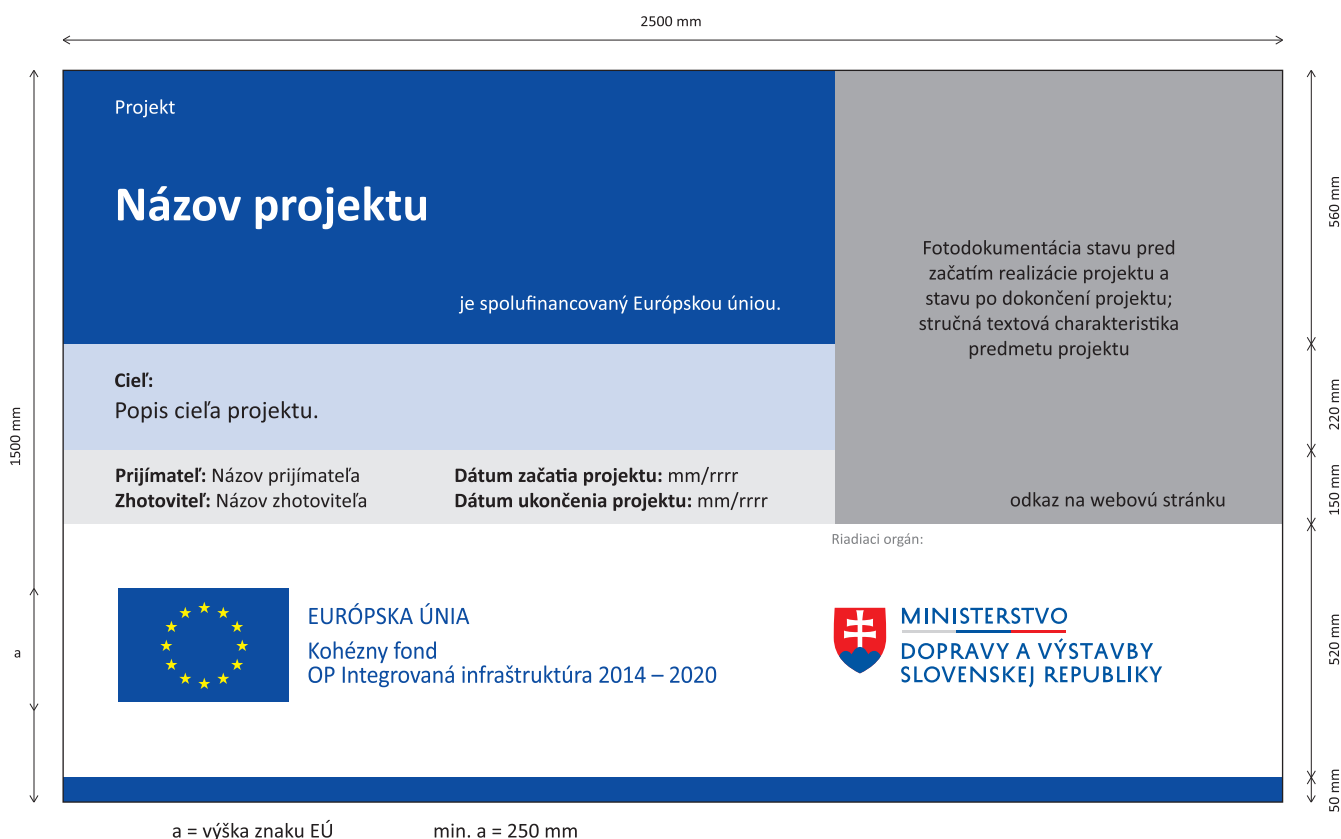 2500 mm
Projekt
Názov projektu
je spolufinancovaný Európskou úniou.
Fotodokumentácia stavu pred
začatím realizácie projektu a
stavu po dokončení projektu;
stručná textová charakteristika
predmetu projektu
560 mm
Cieľ:
Popis cieľa projektu.
220 mm
1500 mm
Prijímateľ: Názov prijímateľa
Zhotoviteľ: Názov zhotoviteľa
Dátum začatia projektu: mm/rrrr
Dátum ukončenia projektu: mm/rrrr
odkaz na webovú stránku
150 mm
Riadiaci orgán:
a
EURÓPSKA ÚNIA
Kohézny fond
OP Integrovaná infraštruktúra 2014 – 2020
MINISTERSTVO
DOPRAVY A VÝSTAVBY
SLOVENSKEJ REPUBLIKY
520 mm
50 mm
a = výška znaku EÚ
min. a = 250 mm